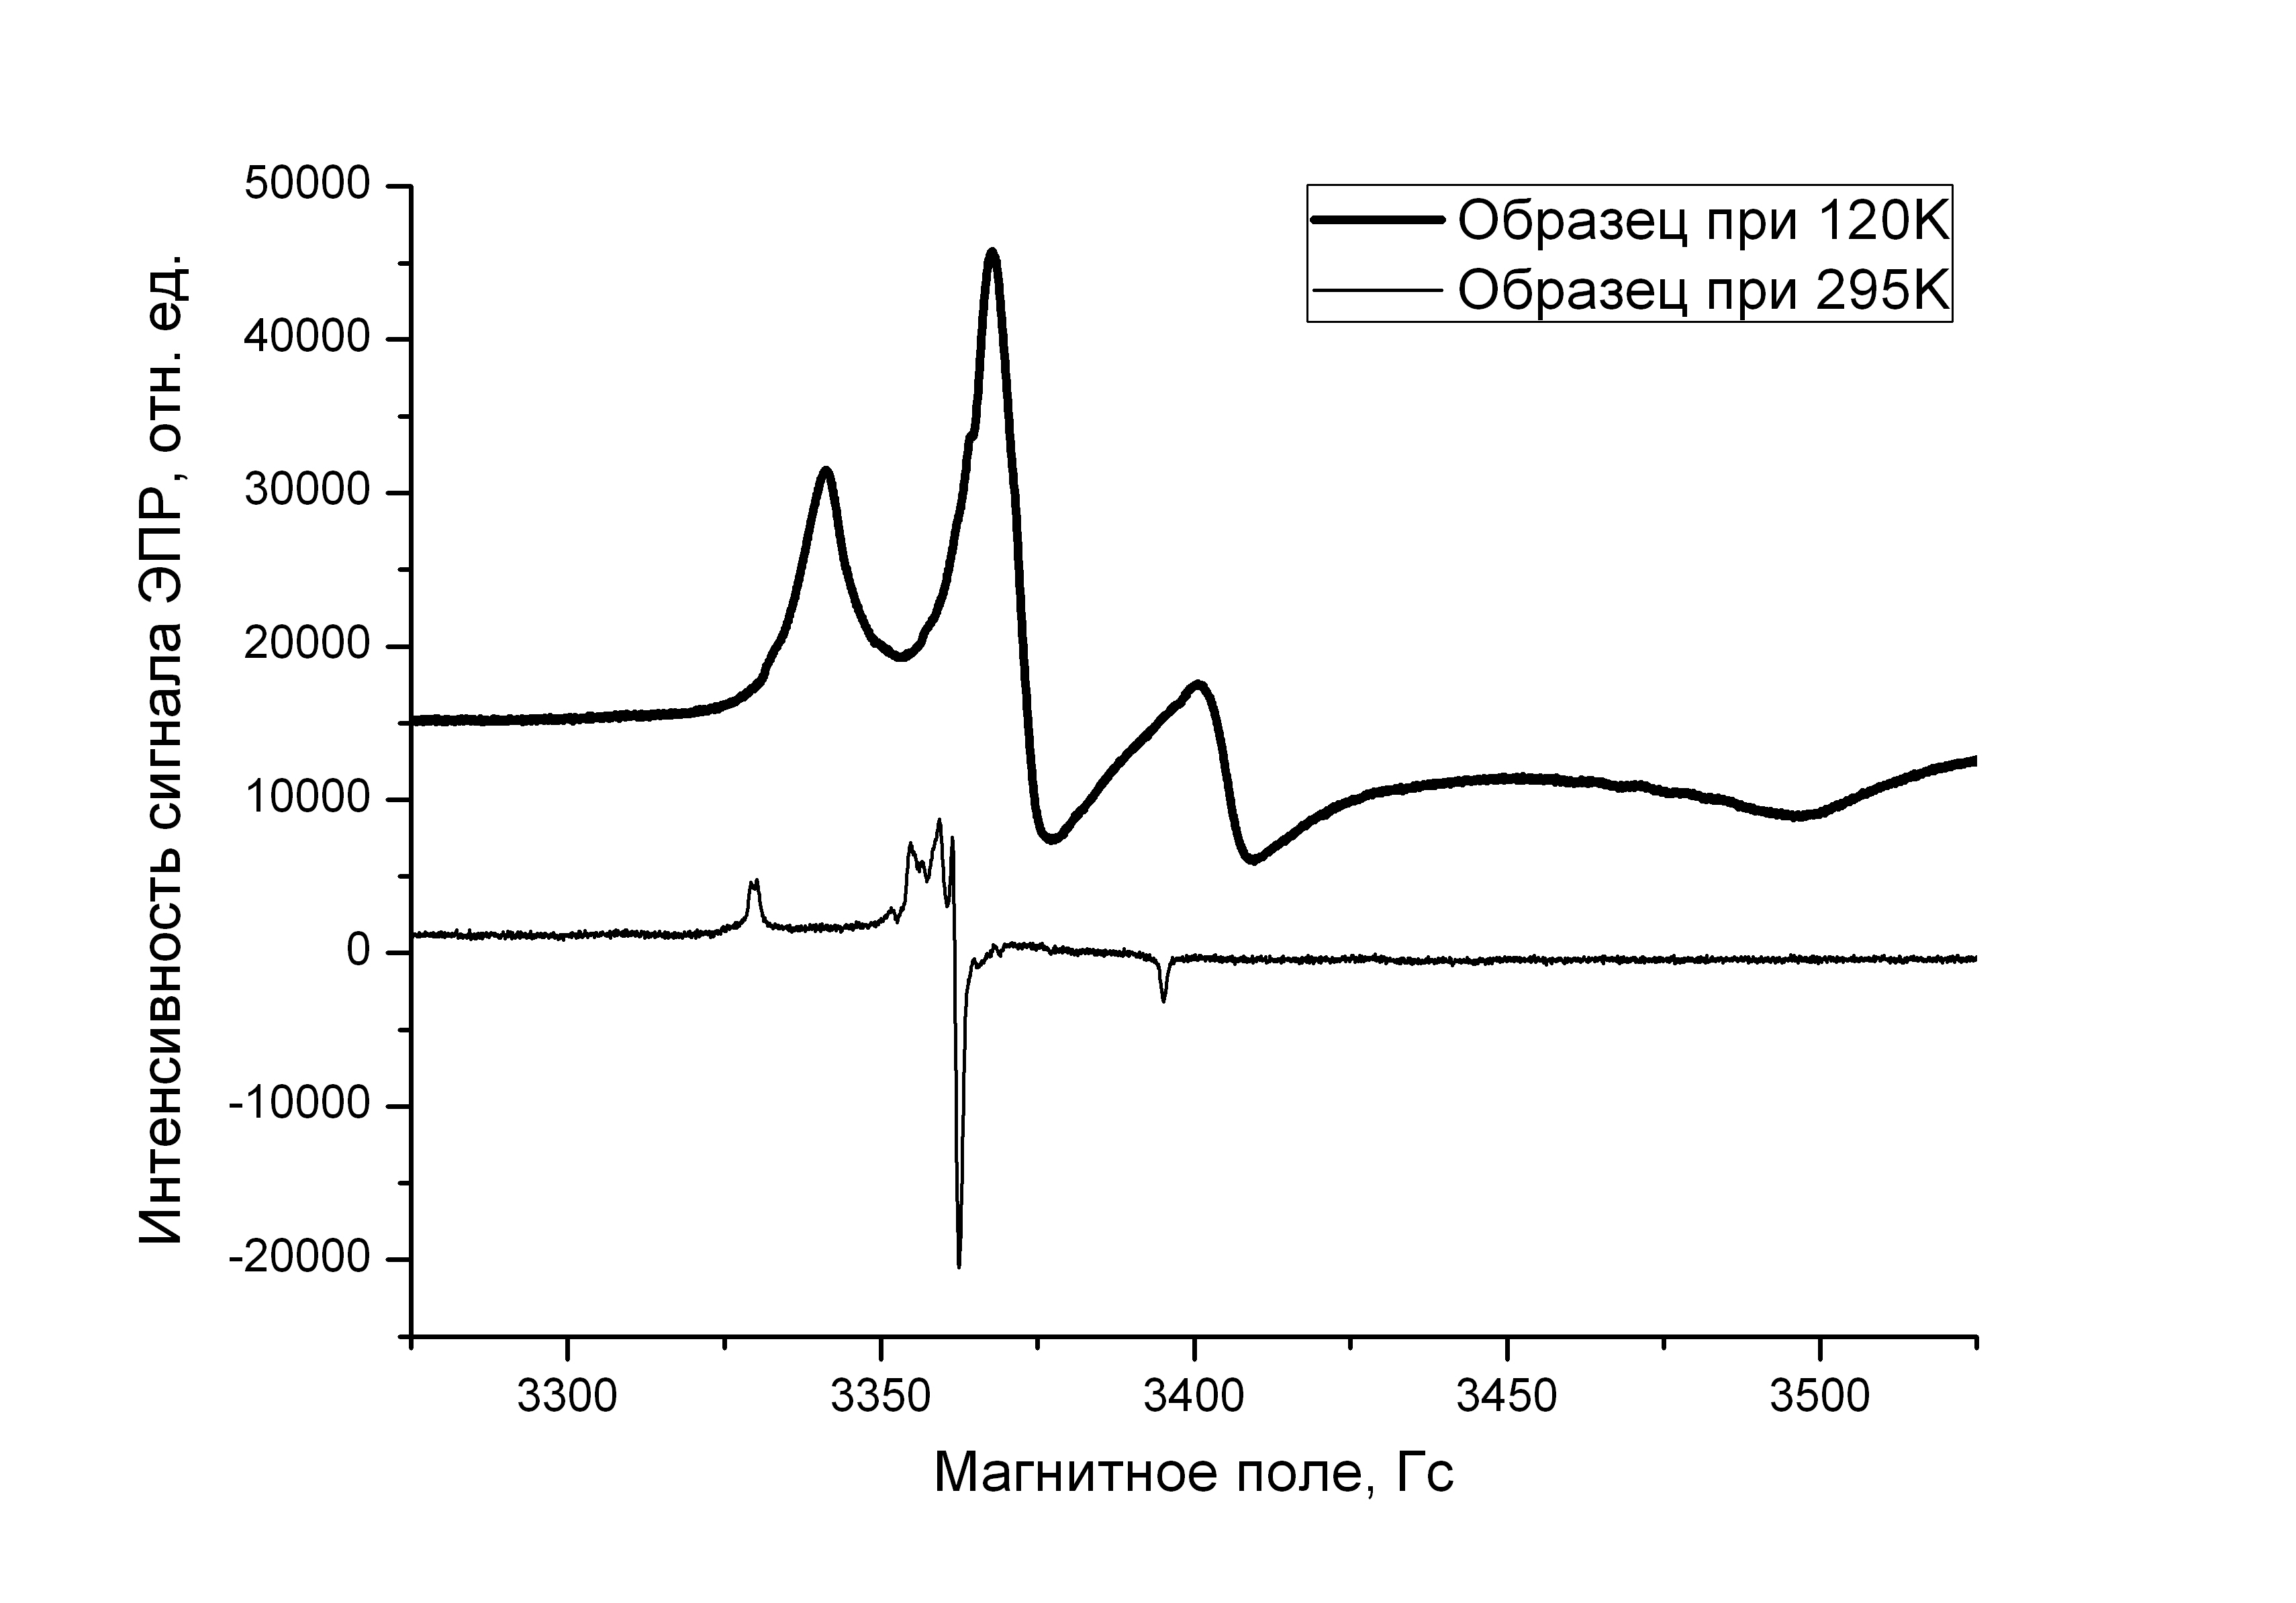 Образец при 120K
Образец при 295K
Интенсивность сигнала ЭПР, отн. ед.
50000
40000
30000
20000
10000
0
-10000
-20000
3300 3350 3400 3450 3500
Магнитное поле, Гс